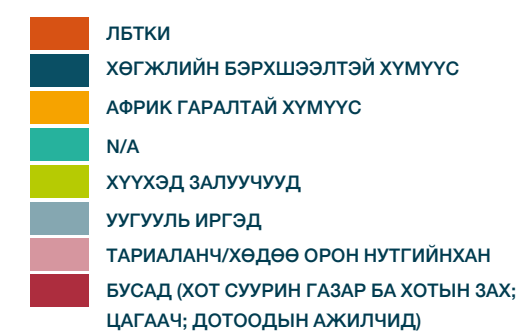 ЛБТКИ
ХӨГЖЛИЙН БЭРХШЭЭЛТЭЙ ХҮМҮҮС
АФРИК ГАРАЛТАЙ ХҮМҮҮС
N/A
ХҮҮХЭД ЗАЛУУЧУУД
УУГУУЛЬ ИРГЭД
ТАРИАЛАНЧ/ХӨДӨӨ ОРОН НУТГИЙНХАН
БУСАД (ХОТ СУУРИН ГАЗАР БА ХОТЫН ЗАХ;
ЦАГААЧ; ДОТООДЫН АЖИЛЧИД)